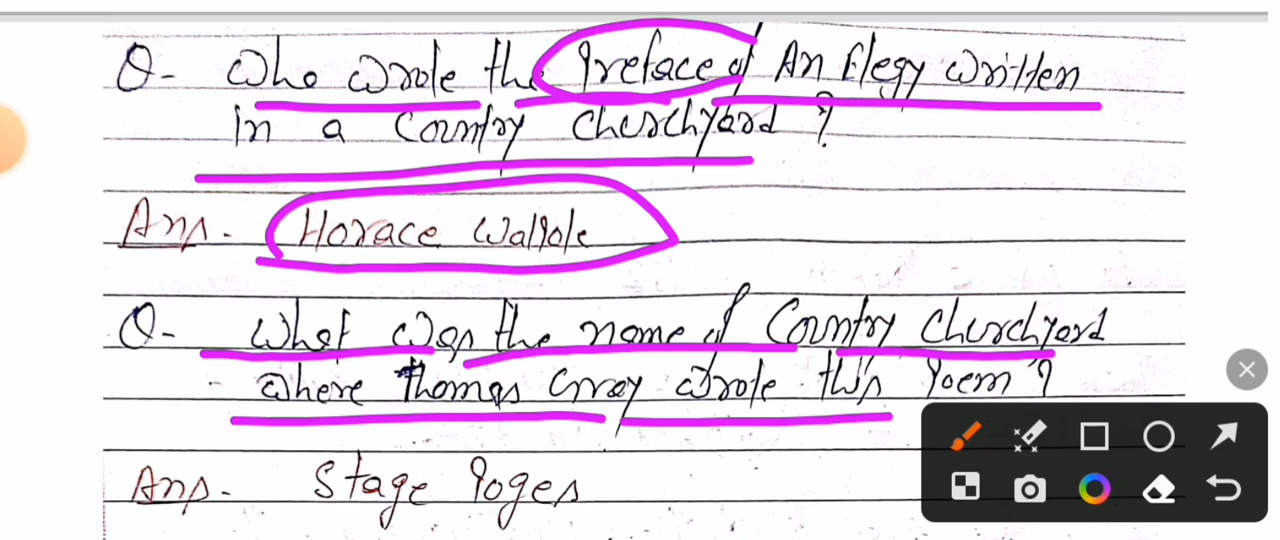 Q- Who wrote the Preface of An Elegy written
in a Country Churchyard ?
Ans. Horace Walpole
Q- What was the name of Country Churchyard
where Thomas Gray wrote this Poem ?
Ans. Stage Poges